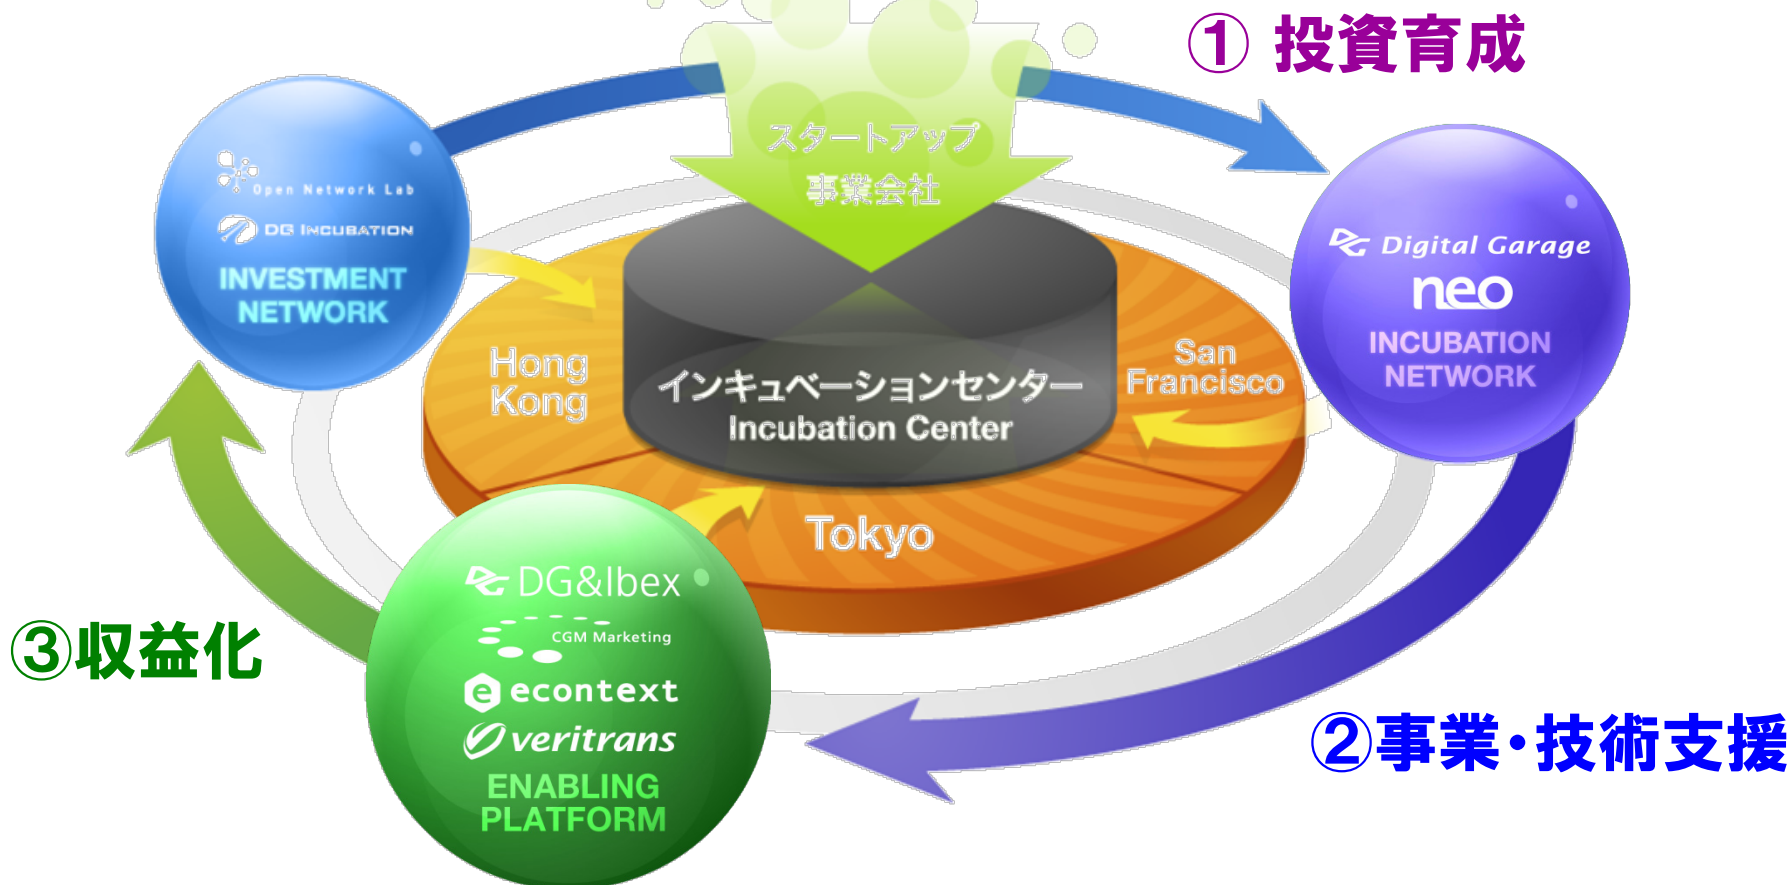 ① 投資育成
スタートアップ
事業会社
Open Network Lab
DG INCUBATION
INVESTMENT
NETWORK
Digital Garage
neo
INCUBATION
NETWORK
Hong
Kong
San
Francisco
インキュベーションセンター
Incubation Center
Tokyo
DG&Ibex
CGM Marketing
econtext
veritrans
ENABLING
PLATFORM
③収益化
②事業・技術支援